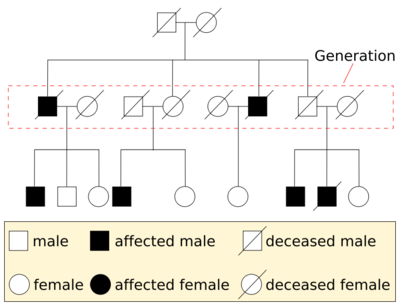 Generation
male
affected male
deceased male
female
affected female
deceased female